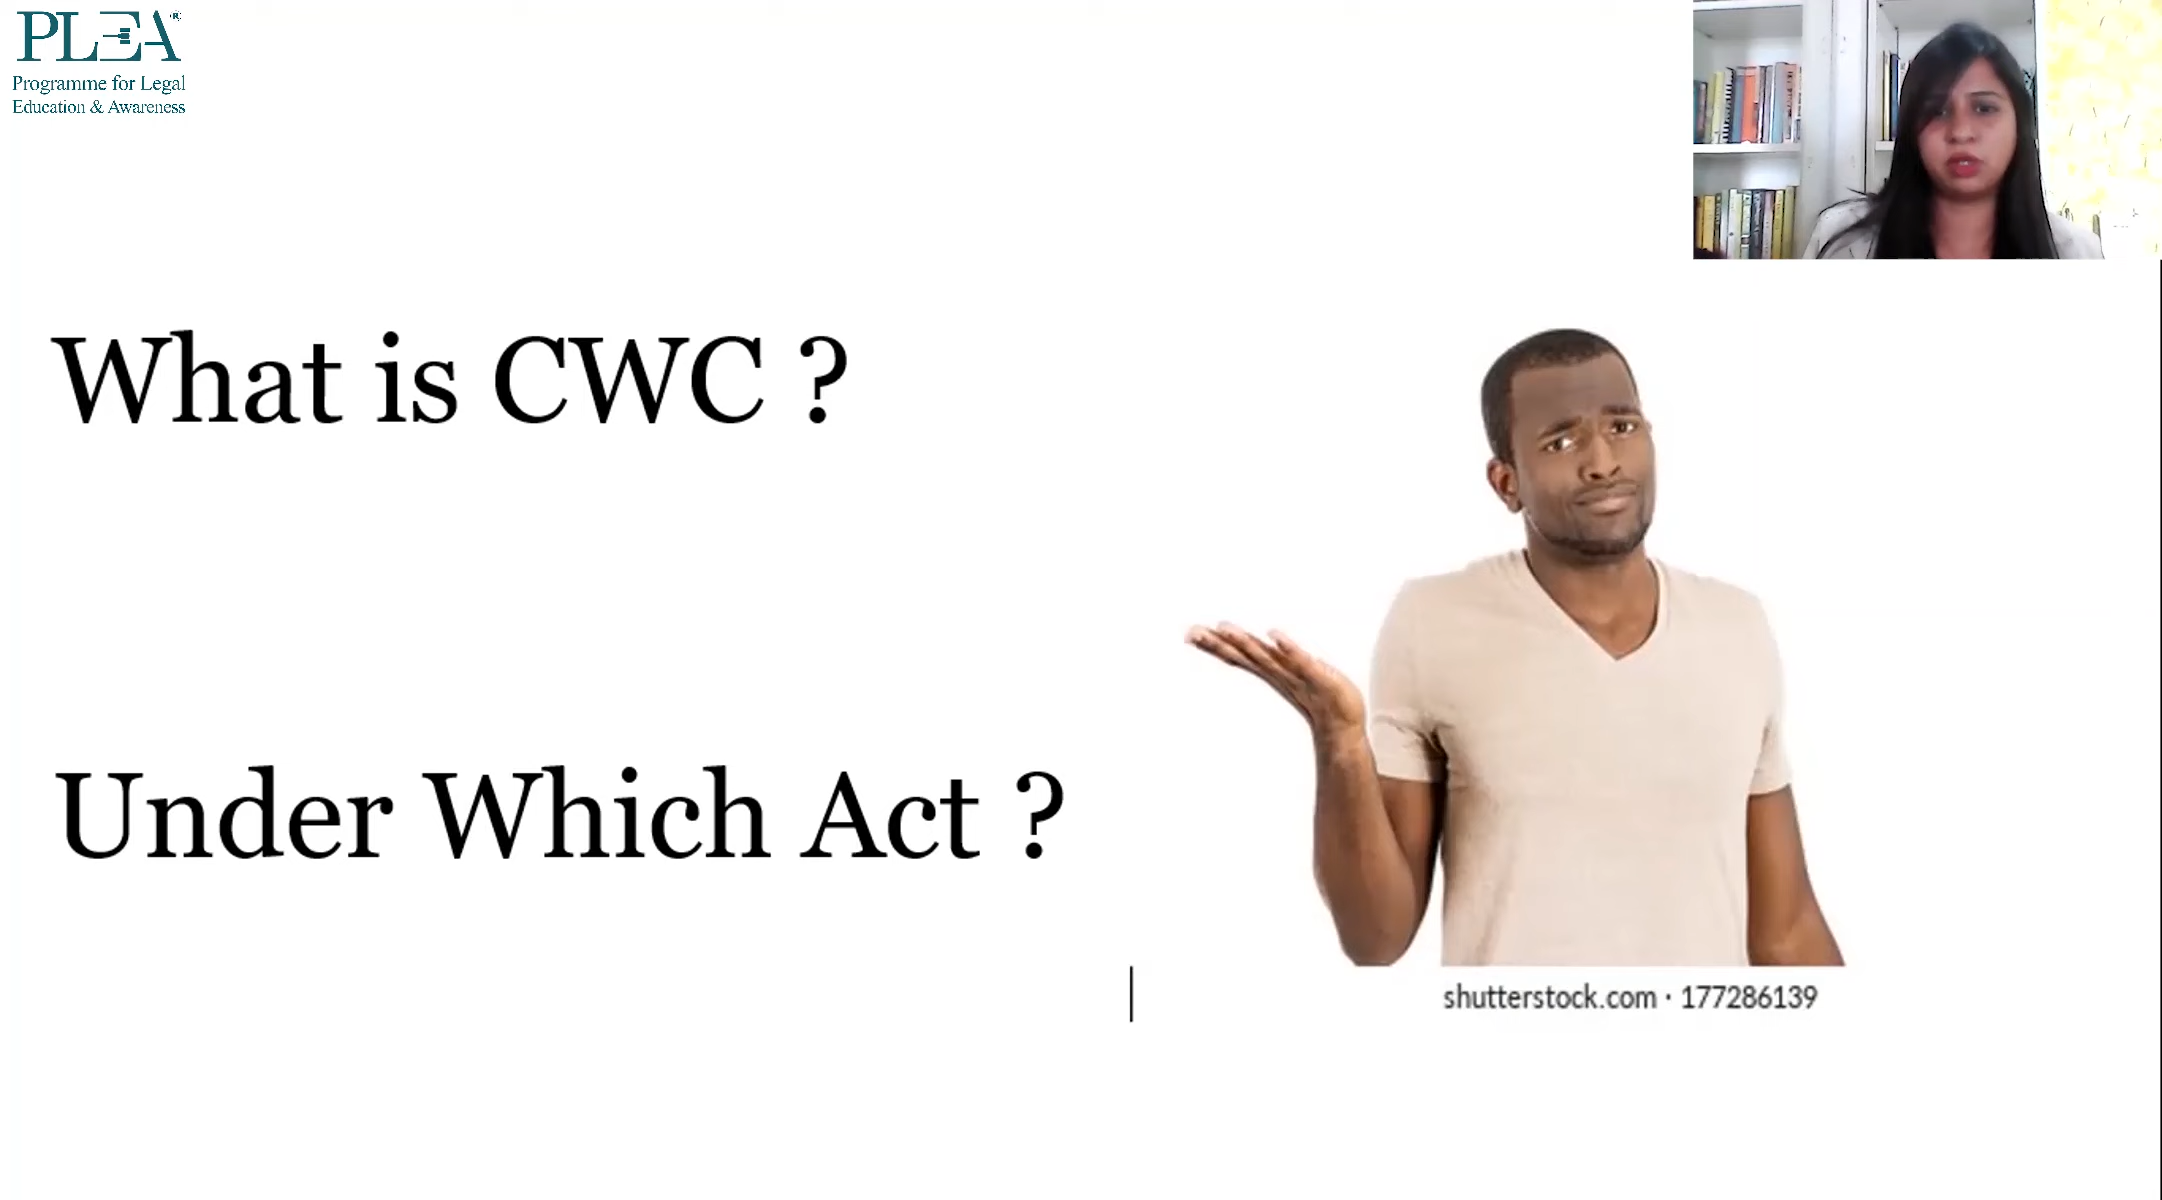 PLEA®
Programme for Legal
Education & Awareness
What is CWC ?
Under Which Act ?
shutterstock.com · 177286139